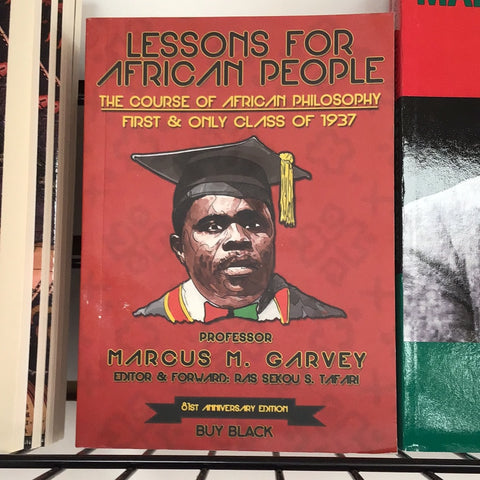 LESSONS FOR
AFRICAN PEOPLE
THE COURSE OF AFRICAN PHILOSOPHY
FIRST & ONLY CLASS OF 1937
PROFESSOR
MARCUS M. GARVEY
EDITOR & FORWARD: RAS SEKOU S. TAFARI
81ST ANNIVERSARY EDITION
BUY BLACK